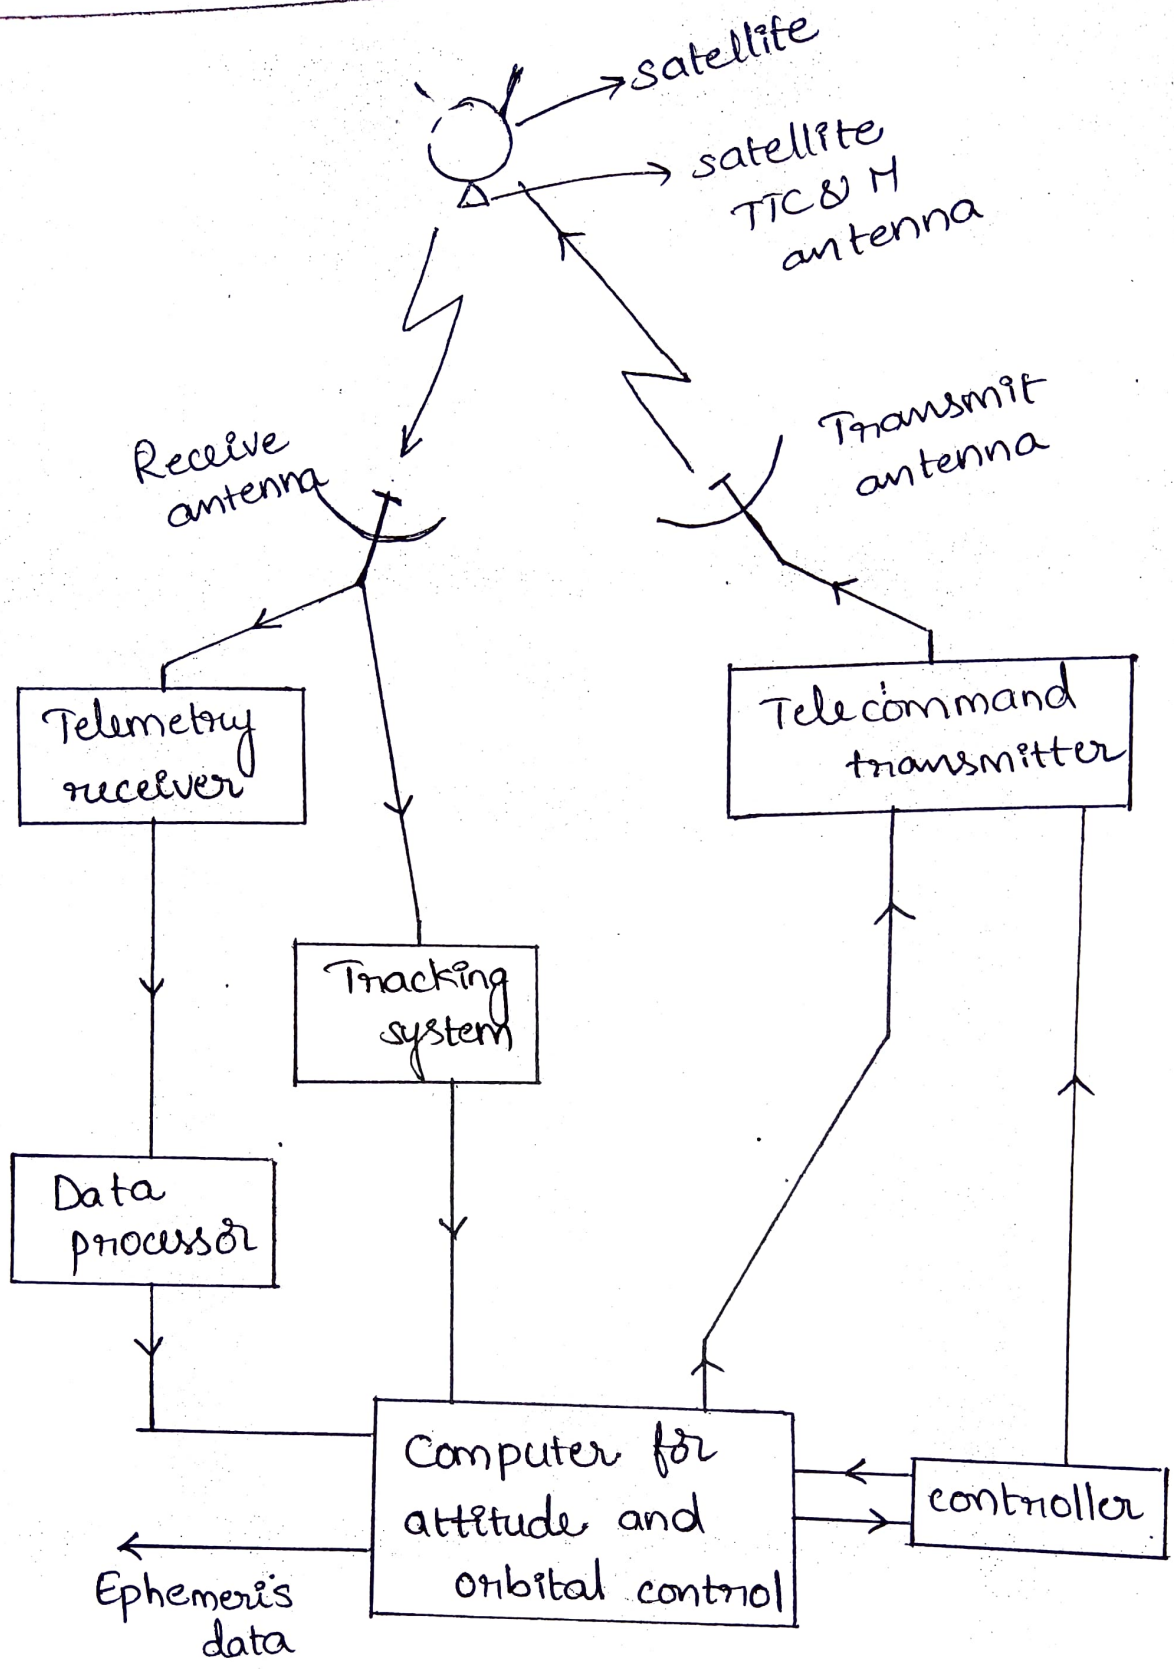 satellite
satellite
TTC & M
antenna
Receive
antenna
Transmit
antenna
Telemetry
receiver
Telecommand
transmitter
Tracking
system
Data
processor
Computer for
attitude and
orbital control
controller
Ephemeris
data